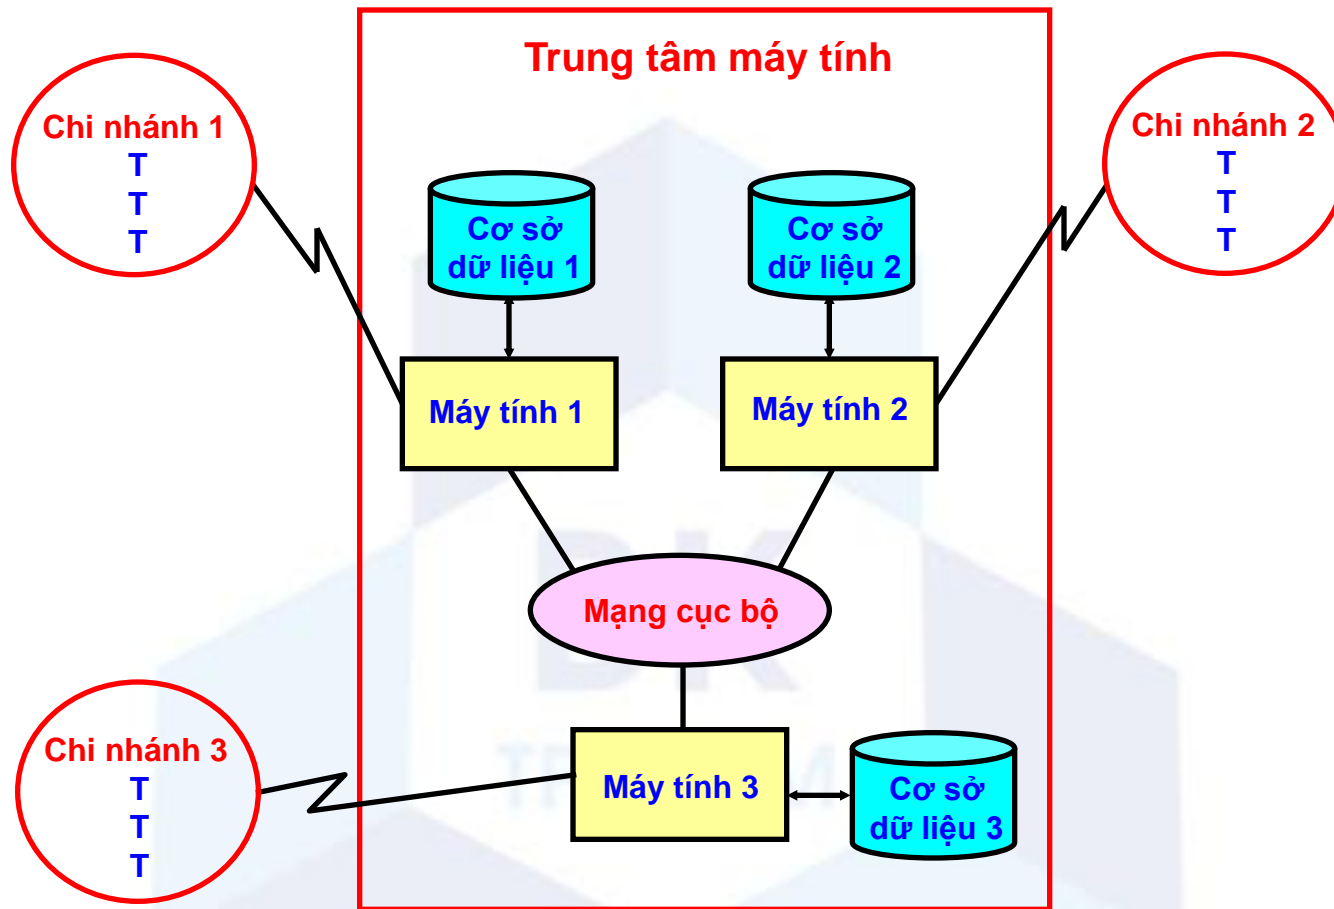 Trung tâm máy tính
Chi nhánh 1
T
T
T
Chi nhánh 2
T
T
T
Cơ sở
dữ liệu 1
Cơ sở
dữ liệu 2
Máy tính 1
Máy tính 2
Mạng cục bộ
Chi nhánh 3
T
T
T
Máy tính 3
Cơ sở
dữ liệu 3